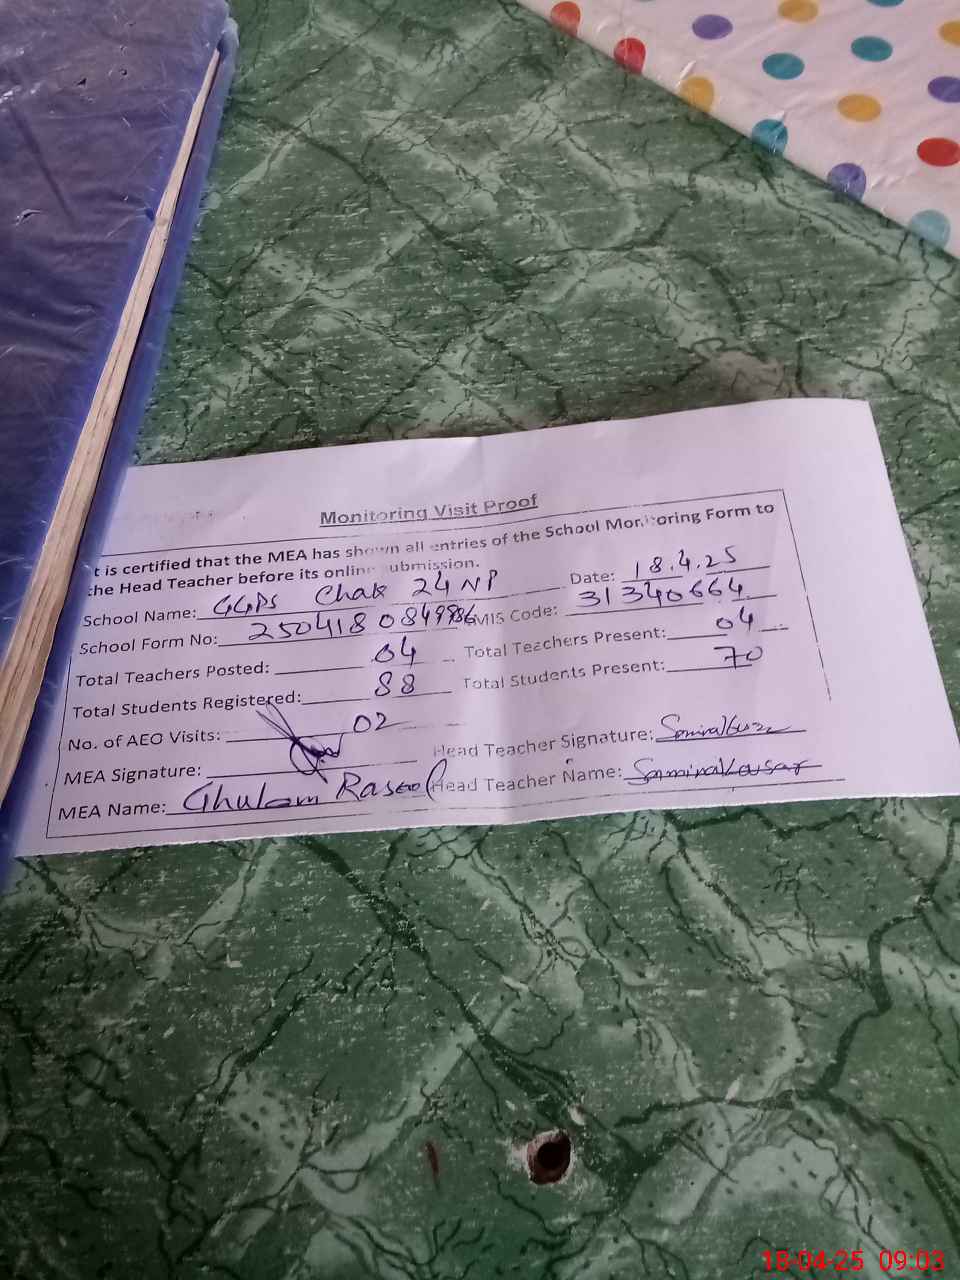 Monitoring Visit Proof
t is certified that the MEA has shown all entries of the School Monitoring Form to
the Head Teacher before its online submission.
School Name: GGPS Chak 24 NP Date: 18.4.25
School Form No: EMIS Code: 31340664
Total Teachers Posted: 04 Total Teachers Present: 04
Total Students Registered: 88 Total Students Present: 70
No. of AEO Visits: 02
MEA Signature: Head Teacher Signature:
MEA Name: Ghulam Rasool Head Teacher Name: Samina Kousar
18-04-25 09:03